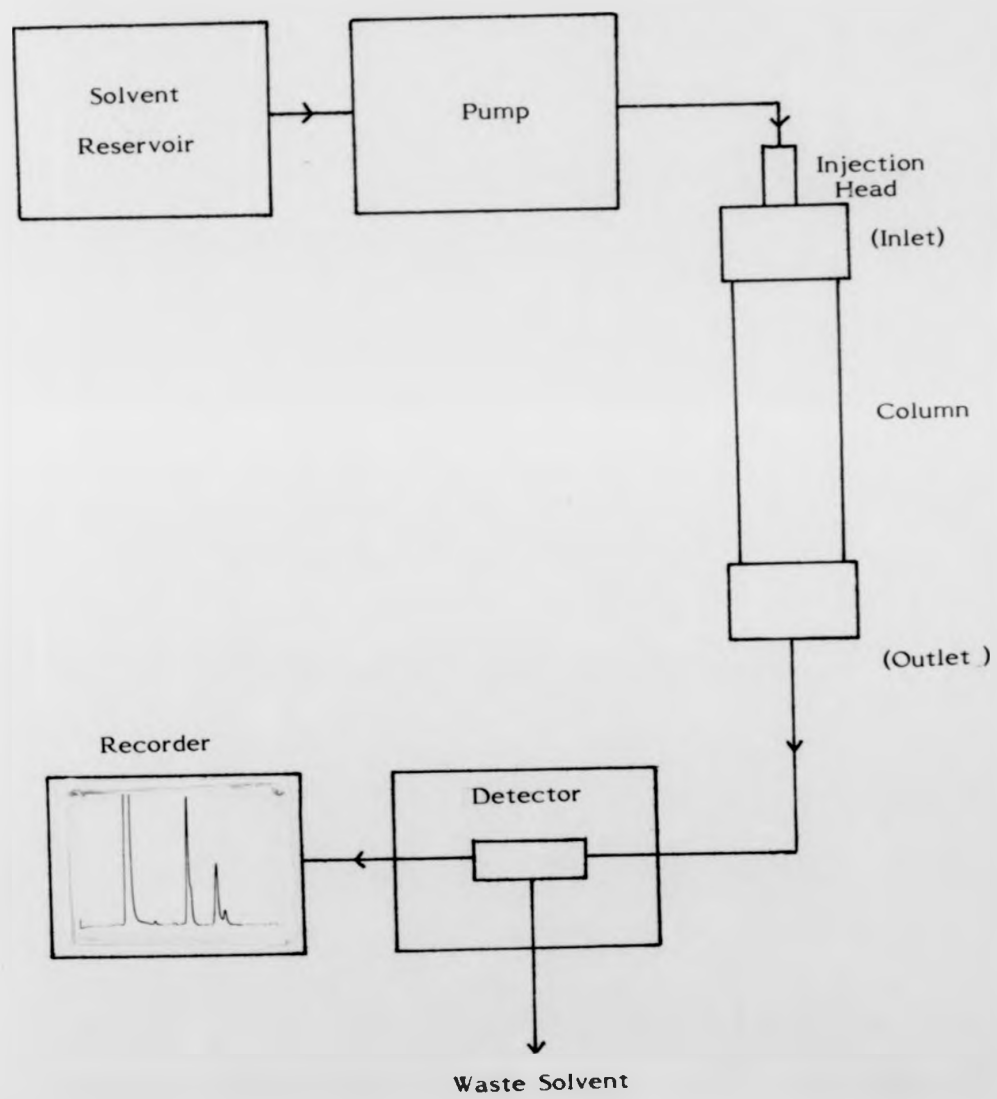 Solvent
Reservoir
Pump
Injection
Head
(Inlet)
Column
(Outlet )
Recorder
Detector
Waste Solvent